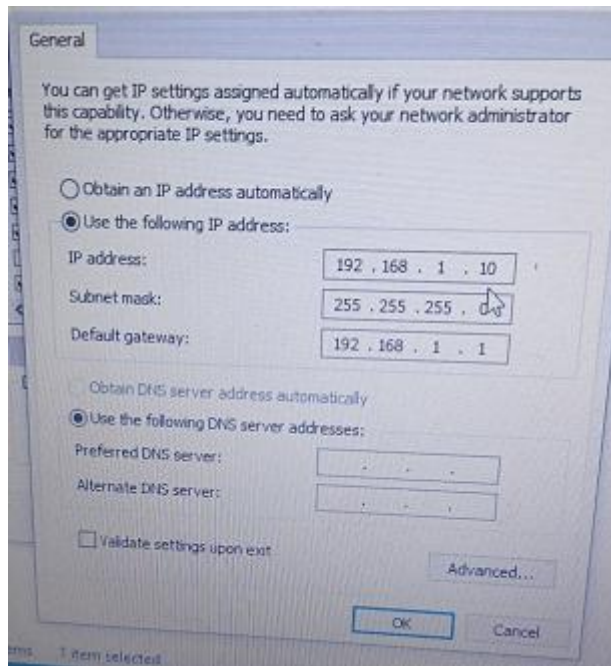 General
You can get IP settings assigned automatically if your network supports
this capability. Otherwise, you need to ask your network administrator
for the appropriate IP settings.
Obtain an IP address automatically
Use the following IP address:
IP address: 192 . 168 . 1 . 10
Subnet mask: 255 . 255 . 255 . 0
Default gateway: 192 . 168 . 1 . 1
Obtain DNS server address automatically
Use the following DNS server addresses:
Preferred DNS server: . . .
Alternate DNS server: . . .
Validate settings upon exit
Advanced...
OK Cancel
1 item selected